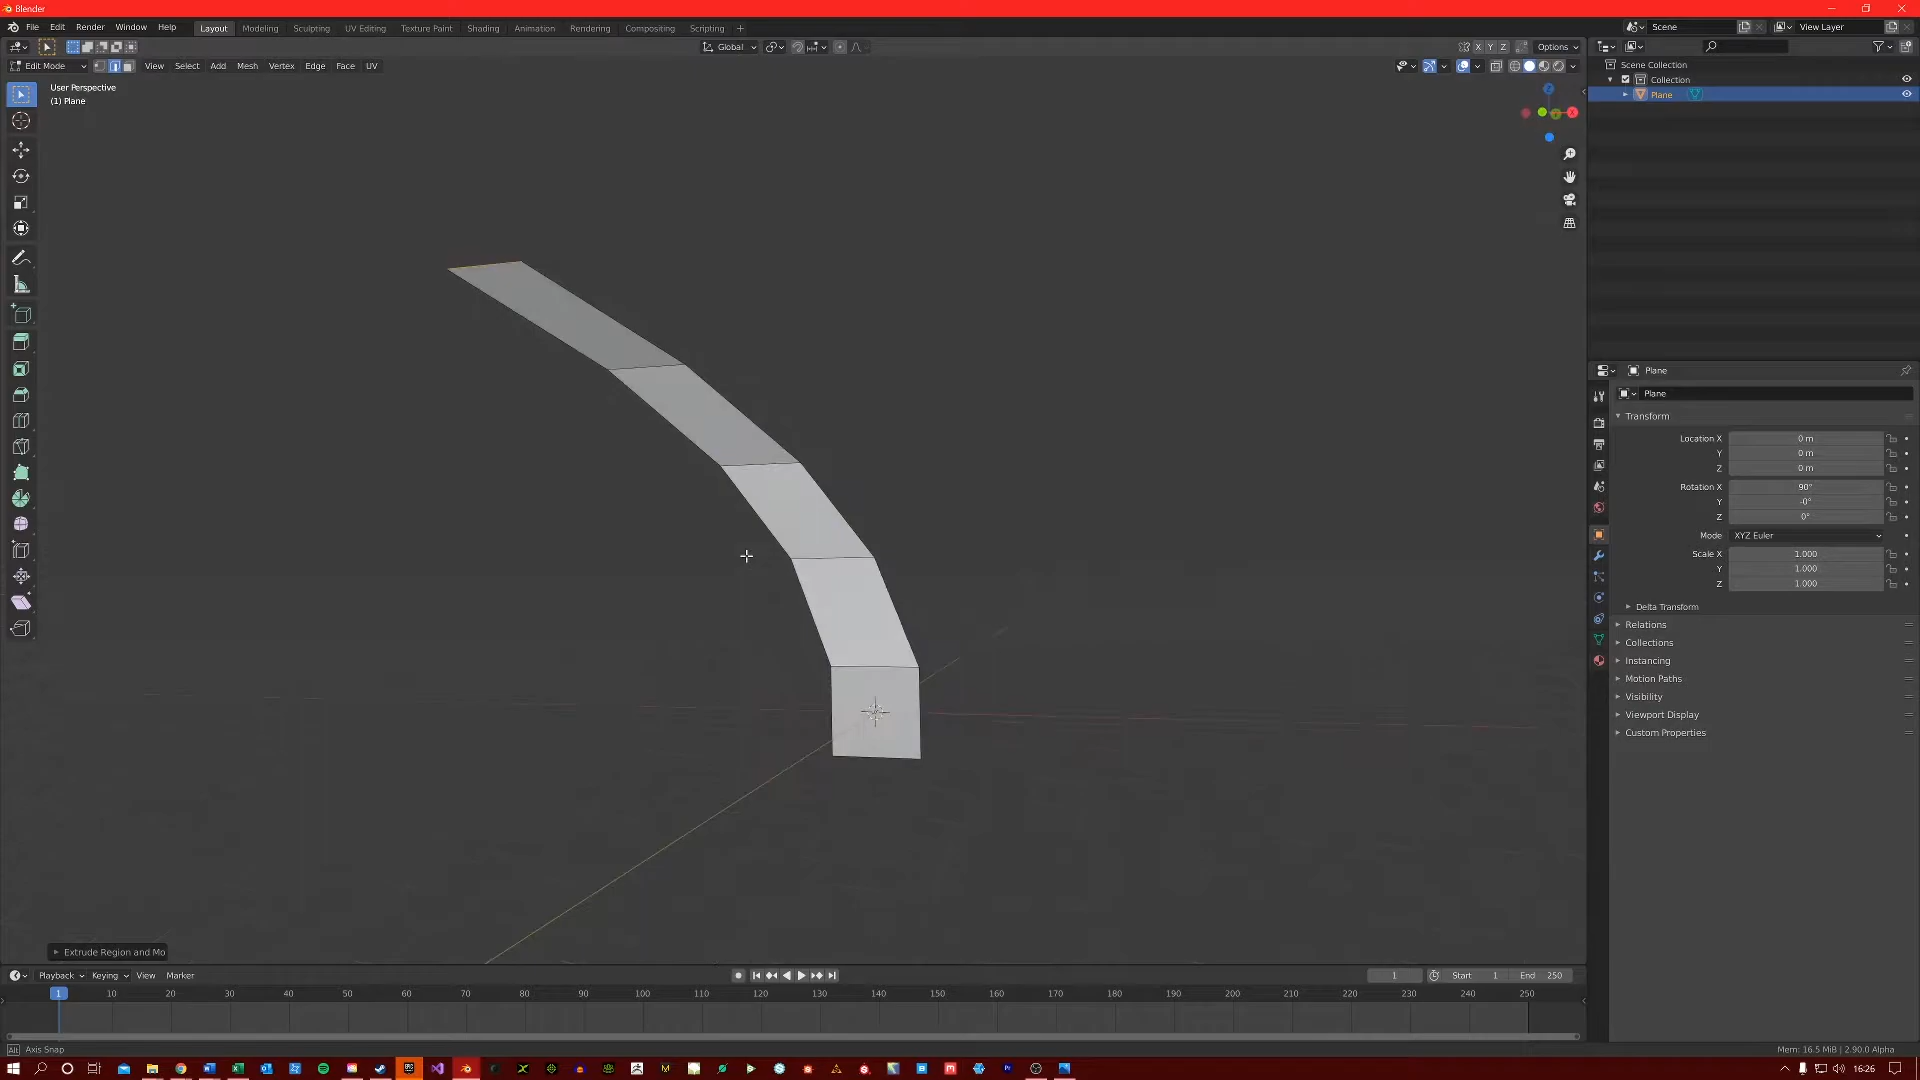 Blender
File Edit Render Window Help
Layout Modeling Sculpting UV Editing Texture Paint Shading Animation Rendering Compositing Scripting +
Scene View Layer
Global X Y Z Options
Edit Mode View Select Add Mesh Vertex Edge Face UV
User Perspective
(1) Plane
Scene Collection
Collection
Plane
Z
X
Plane
Plane
Transform
Location X 0 m
Y 0 m
Z 0 m
Rotation X 90°
Y -0°
Z 0°
Mode XYZ Euler
Scale X 1.000
Y 1.000
Z 1.000
Delta Transform
Relations
Collections
Instancing
Motion Paths
Visibility
Viewport Display
Custom Properties
Extrude Region and Mo
Playback Keying View Marker
1 Start 1 End 250
1 10 20 30 40 50 60 70 80 90 100 110 120 130 140 150 160 170 180 190 200 210 220 230 240 250
Alt Axis Snap
Mem: 16.5 MiB | 2.90.0 Alpha
16:26